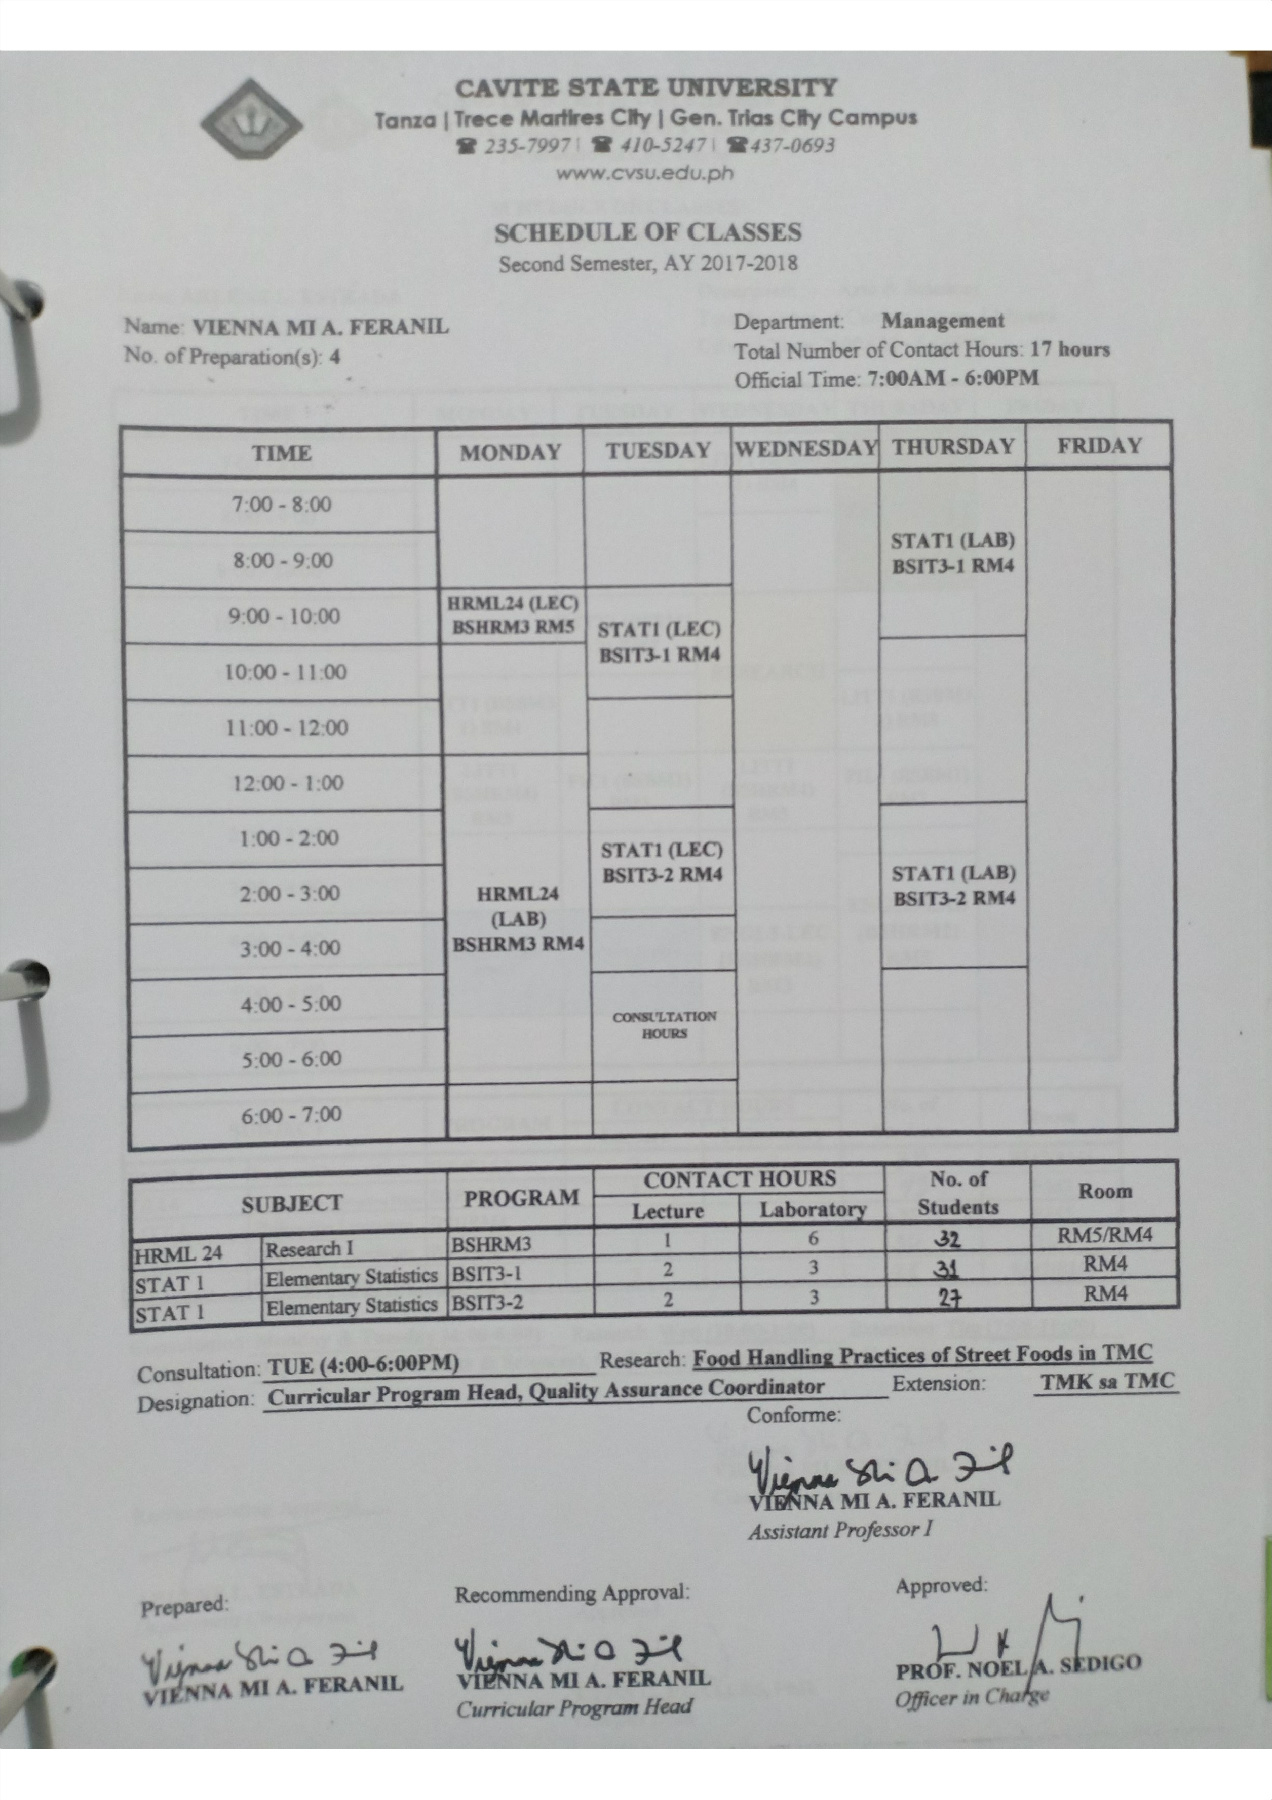 CAVITE STATE UNIVERSITY
Tanza | Trece Martires City | Gen. Trias City Campus
☎ 235-7997 | ☎ 410-5247 | ☎ 437-0693
www.cvsu.edu.ph
SCHEDULE OF CLASSES
Second Semester, AY 2017-2018
Name: VIENNA MI A. FERANIL
No. of Preparation(s): 4
Department: Management
Total Number of Contact Hours: 17 hours
Official Time: 7:00AM - 6:00PM
TIME MONDAY TUESDAY WEDNESDAY THURSDAY FRIDAY
7:00 - 8:00
8:00 - 9:00
9:00 - 10:00
10:00 - 11:00
11:00 - 12:00
12:00 - 1:00
1:00 - 2:00
2:00 - 3:00
3:00 - 4:00
4:00 - 5:00
5:00 - 6:00
6:00 - 7:00
HRML24 (LEC)
BSHRM3 RM5
HRML24
(LAB)
BSHRM3 RM4
STAT1 (LEC)
BSIT3-1 RM4
STAT1 (LEC)
BSIT3-2 RM4
CONSULTATION
HOURS
STAT1 (LAB)
BSIT3-1 RM4
STAT1 (LAB)
BSIT3-2 RM4
SUBJECT PROGRAM CONTACT HOURS No. of Students Room
Lecture Laboratory
HRML 24 Research I BSHRM3 1 6 32 RM5/RM4
STAT 1 Elementary Statistics BSIT3-1 2 3 31 RM4
STAT 1 Elementary Statistics BSIT3-2 2 3 27 RM4
Consultation: TUE (4:00-6:00PM) Research: Food Handling Practices of Street Foods in TMC
Designation: Curricular Program Head, Quality Assurance Coordinator Extension: TMK sa TMC
Conforme:
VIENNA MI A. FERANIL
Assistant Professor I
Prepared:
VIENNA MI A. FERANIL
Recommending Approval:
VIENNA MI A. FERANIL
Curricular Program Head
Approved:
PROF. NOEL A. SEDIGO
Officer in Charge